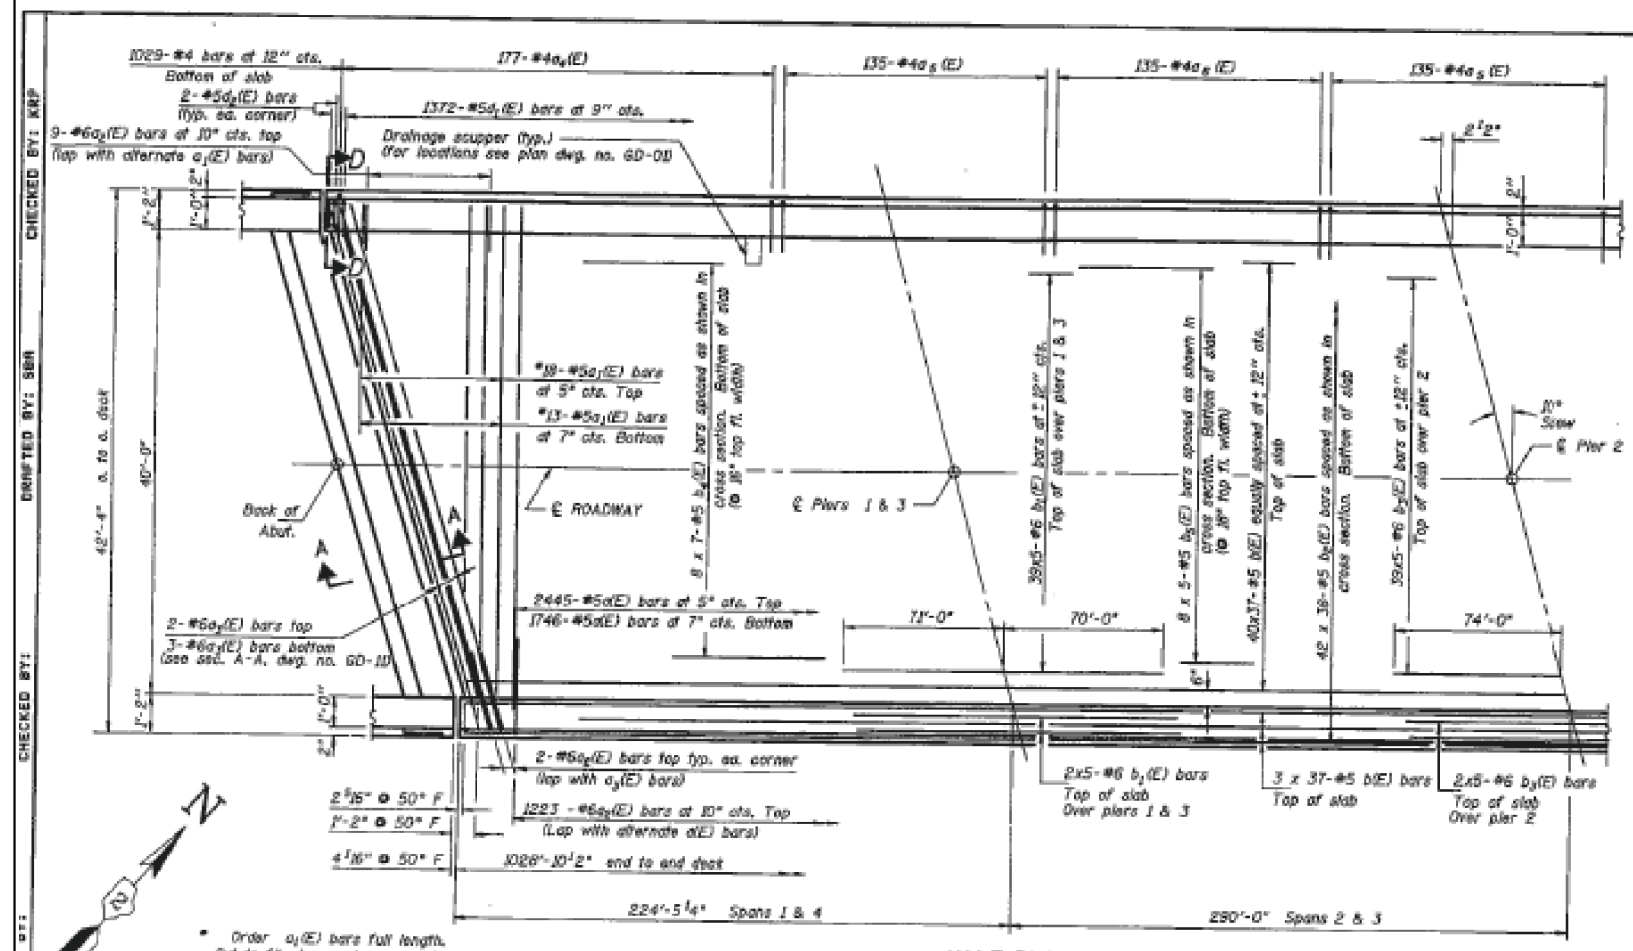 1029-#4 bars at 12" cts.
Bottom of slab
2-#5d₂(E) bars
(typ. ea. corner)
9-#6a₂(E) bars at 10" cts. top
(lap with alternate a₁(E) bars)
177-#4a₄(E)
135-#4a₅(E)
135-#4a₆(E)
135-#4a₅(E)
1372-#5d₁(E) bars at 9" cts.
Drainage scupper (typ.)
(for locations see plan dwg. no. GD-01)
2½"
D
D
2"
1'-0"
1'-2"
2"
1'-0"
CHECKED BY: KRP
DRAFTED BY: SBR
CHECKED BY:
42'-4" o. to o. deck
40'-0"
*18-#5a₁(E) bars
at 5" cts. Top
*13-#5a₁(E) bars
at 7" cts. Bottom
8 x 7-#5 b₄(E) bars spaced as shown in
cross section. Bottom of slab
(@ 16" top fl. width)
39x5-#6 b₁(E) bars at ±12" cts.
Top of slab over piers 1 & 3
8 x 5-#5 b₅(E) bars spaced as shown in
cross section. Bottom of slab
(@ 18" top fl. width)
40x37-#5 b(E) equally spaced at ± 12" cts.
Top of slab
42 x 38-#5 b₂(E) bars spaced as shown in
cross section. Bottom of slab
39x5-#6 b₃(E) bars at ±12" cts.
Top of slab over pier 2
10°
Skew
℄ Pier 2
℄ Piers 1 & 3
℄ ROADWAY
Back of
Abut.
A
A
2-#6a₃(E) bars top
3-#6a₃(E) bars bottom
(see sec. A-A, dwg. no. GD-11)
2445-#5a(E) bars at 5" cts. Top
1746-#5a(E) bars at 7" cts. Bottom
71'-0"
70'-0"
74'-0"
6"
1'-2"
1'-0"
2"
2-#6a₂(E) bars top typ. ea. corner
(lap with a₃(E) bars)
2x5-#6 b₁(E) bars
Top of slab
Over piers 1 & 3
3 x 37-#5 b(E) bars
Top of slab
2x5-#6 b₃(E) bars
Top of slab
Over pier 2
2⁵⁄₁₆" @ 50° F
1'-2" @ 50° F
4¹⁄₁₆" @ 50° F
1223 -#6a₂(E) bars at 10" cts. Top
(Lap with alternate a(E) bars)
1028'-10½" end to end deck
224'-5¼" Spans 1 & 4
290'-0" Spans 2 & 3
N
2
* Order a₁(E) bars full length.